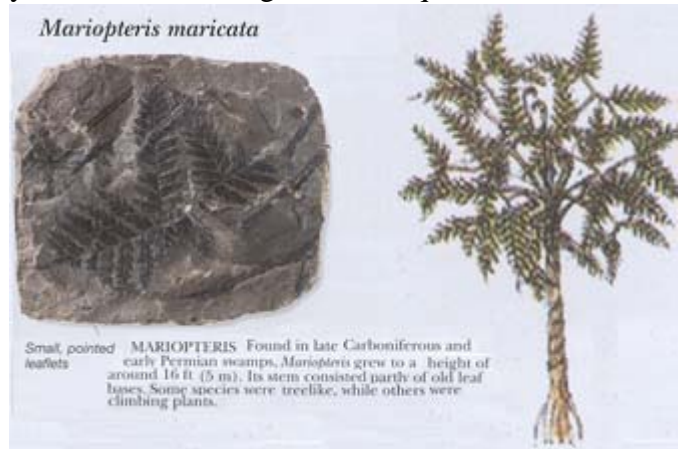 Mariopteris maricata
Small, pointed
leaflets
MARIOPTERIS Found in late Carboniferous and
early Permian swamps, Mariopteris grew to a height of
around 16 ft (5 m). Its stem consisted partly of old leaf
bases. Some species were treelike, while others were
climbing plants.